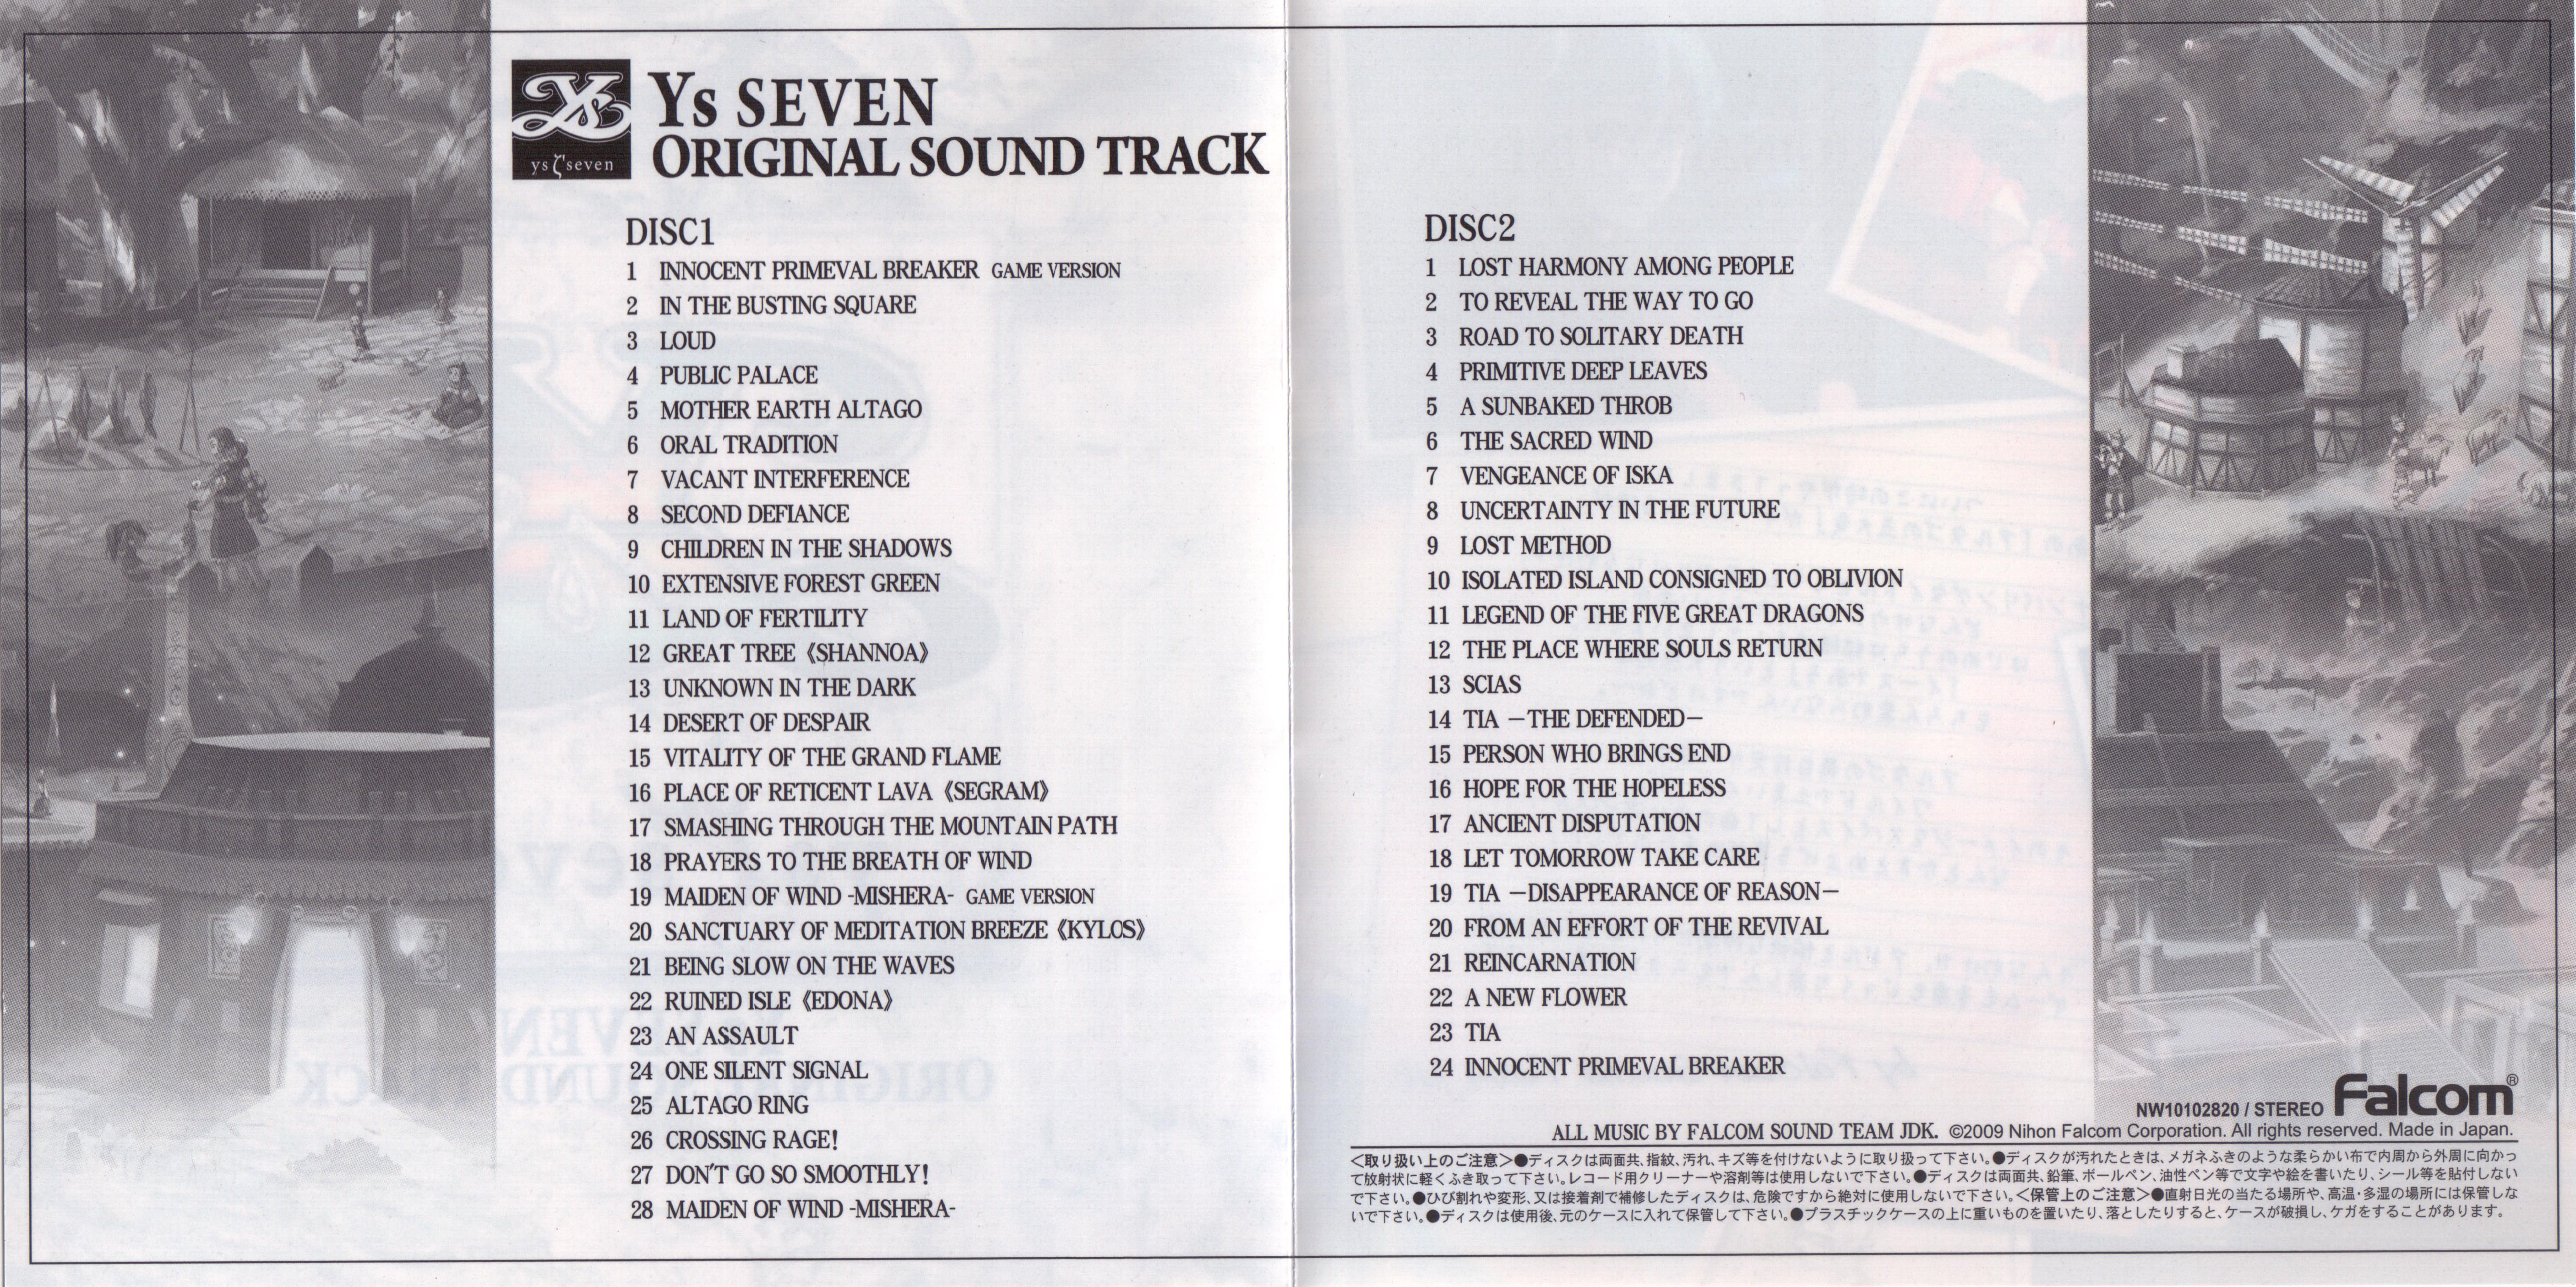 Ys
ys ζ seven
Ys SEVEN
ORIGINAL SOUND TRACK
DISC1
1 INNOCENT PRIMEVAL BREAKER GAME VERSION
2 IN THE BUSTING SQUARE
3 LOUD
4 PUBLIC PALACE
5 MOTHER EARTH ALTAGO
6 ORAL TRADITION
7 VACANT INTERFERENCE
8 SECOND DEFIANCE
9 CHILDREN IN THE SHADOWS
10 EXTENSIVE FOREST GREEN
11 LAND OF FERTILITY
12 GREAT TREE《SHANNOA》
13 UNKNOWN IN THE DARK
14 DESERT OF DESPAIR
15 VITALITY OF THE GRAND FLAME
16 PLACE OF RETICENT LAVA《SEGRAM》
17 SMASHING THROUGH THE MOUNTAIN PATH
18 PRAYERS TO THE BREATH OF WIND
19 MAIDEN OF WIND -MISHERA- GAME VERSION
20 SANCTUARY OF MEDITATION BREEZE《KYLOS》
21 BEING SLOW ON THE WAVES
22 RUINED ISLE《EDONA》
23 AN ASSAULT
24 ONE SILENT SIGNAL
25 ALTAGO RING
26 CROSSING RAGE!
27 DON'T GO SO SMOOTHLY!
28 MAIDEN OF WIND -MISHERA-
DISC2
1 LOST HARMONY AMONG PEOPLE
2 TO REVEAL THE WAY TO GO
3 ROAD TO SOLITARY DEATH
4 PRIMITIVE DEEP LEAVES
5 A SUNBAKED THROB
6 THE SACRED WIND
7 VENGEANCE OF ISKA
8 UNCERTAINTY IN THE FUTURE
9 LOST METHOD
10 ISOLATED ISLAND CONSIGNED TO OBLIVION
11 LEGEND OF THE FIVE GREAT DRAGONS
12 THE PLACE WHERE SOULS RETURN
13 SCIAS
14 TIA －THE DEFENDED－
15 PERSON WHO BRINGS END
16 HOPE FOR THE HOPELESS
17 ANCIENT DISPUTATION
18 LET TOMORROW TAKE CARE
19 TIA －DISAPPEARANCE OF REASON－
20 FROM AN EFFORT OF THE REVIVAL
21 REINCARNATION
22 A NEW FLOWER
23 TIA
24 INNOCENT PRIMEVAL BREAKER
NW10102820 / STEREO Falcom®
ALL MUSIC BY FALCOM SOUND TEAM JDK. ©2009 Nihon Falcom Corporation. All rights reserved. Made in Japan.
＜取り扱い上のご注意＞●ディスクは両面共、指紋、汚れ、キズ等を付けないように取り扱って下さい。●ディスクが汚れたときは、メガネふきのような柔らかい布で内周から外周に向かっ
て放射状に軽くふき取って下さい。レコード用クリーナーや溶剤等は使用しないで下さい。●ディスクは両面共、鉛筆、ボールペン、油性ペン等で文字や絵を書いたり、シール等を貼付しない
で下さい。●ひび割れや変形、又は接着剤で補修したディスクは、危険ですから絶対に使用しないで下さい。＜保管上のご注意＞●直射日光の当たる場所や、高温・多湿の場所には保管しな
いで下さい。●ディスクは使用後、元のケースに入れて保管して下さい。●プラスチックケースの上に重いものを置いたり、落としたりすると、ケースが破損し、ケガをすることがあります。